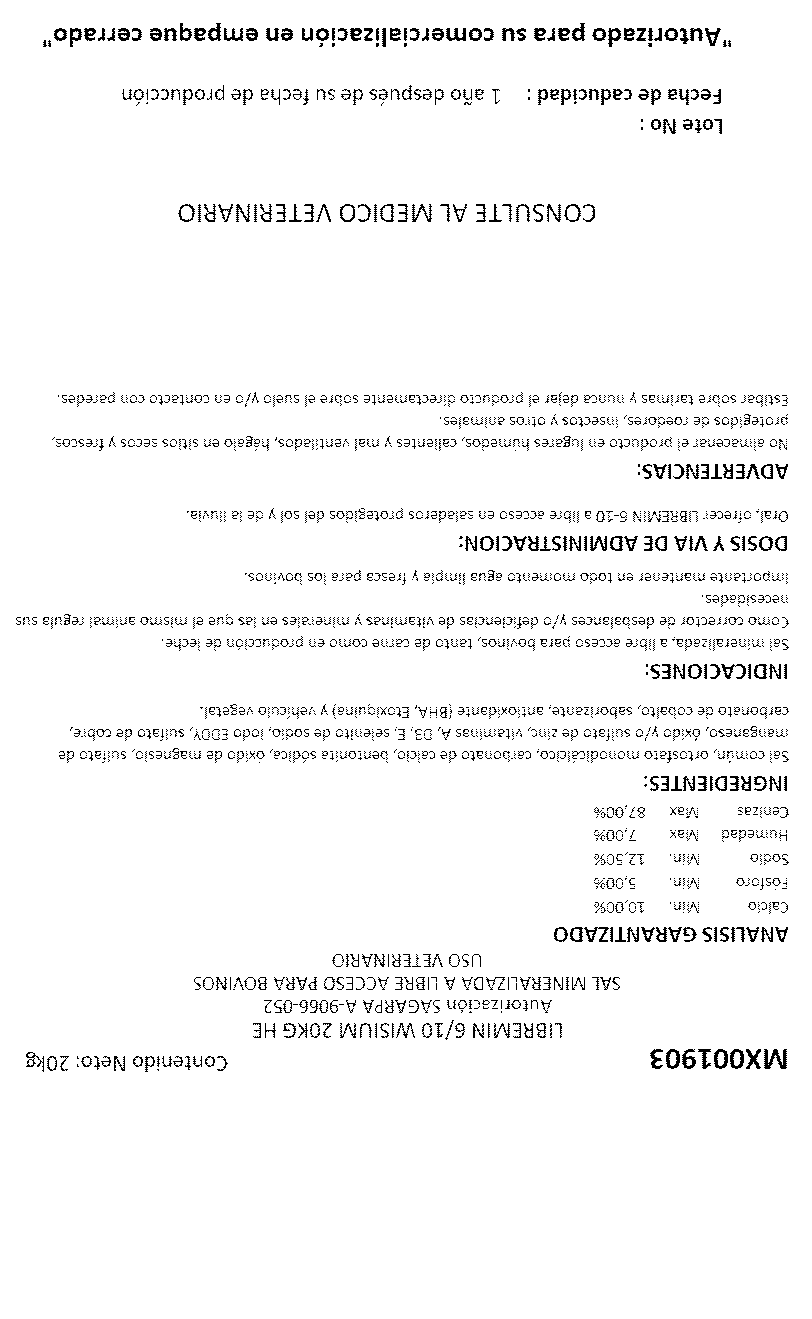 MX001903 Contenido Neto: 20kg
LIBREMIN 6/10 WISIUM 20KG HE
Autorización SAGARPA A-9066-052
SAL MINERALIZADA A LIBRE ACCESO PARA BOVINOS
USO VETERINARIO
ANALISIS GARANTIZADO
Calcio Min. 10,00%
Fósforo Min. 5,00%
Sodio Min. 12,50%
Humedad Max 7,00%
Cenizas Max 87,00%
INGREDIENTES:
Sal común, ortosfato monodicálcico, carbonato de calcio, bentonita sódica, óxido de magnesio, sulfato de
manganeso, óxido y/o sulfato de zinc, vitaminas A, D3, E, selenito de sodio, Iodo EDDY, sulfato de cobre,
carbonato de cobalto, saborizante, antioxidante (BHA, Etoxiquina) y vehículo vegetal.
INDICACIONES:
Sal mineralizada, a libre acceso para bovinos, tanto de carne como en producción de leche.
Como corrector de desbalances y/o deficiencias de vitaminas y minerales en las que el mismo animal regula sus
necesidades.
Importante mantener en todo momento agua limpia y fresca para los bovinos.
DOSIS Y VIA DE ADMINISTRACION:
Oral, ofrecer LIBREMIN 6-10 a libre acceso en saladeros protegidos del sol y de la lluvia.
ADVERTENCIAS:
No almacenar el producto en lugares húmedos, calientes y mal ventilados, hágalo en sitios secos y frescos,
protegidos de roedores, insectos y otros animales.
Estibar sobre tarimas y nunca dejar el producto directamente sobre el suelo y/o en contacto con paredes.
CONSULTE AL MEDICO VETERINARIO
Lote No :
Fecha de caducidad : 1 año después de su fecha de producción
"Autorizado para su comercialización en empaque cerrado"